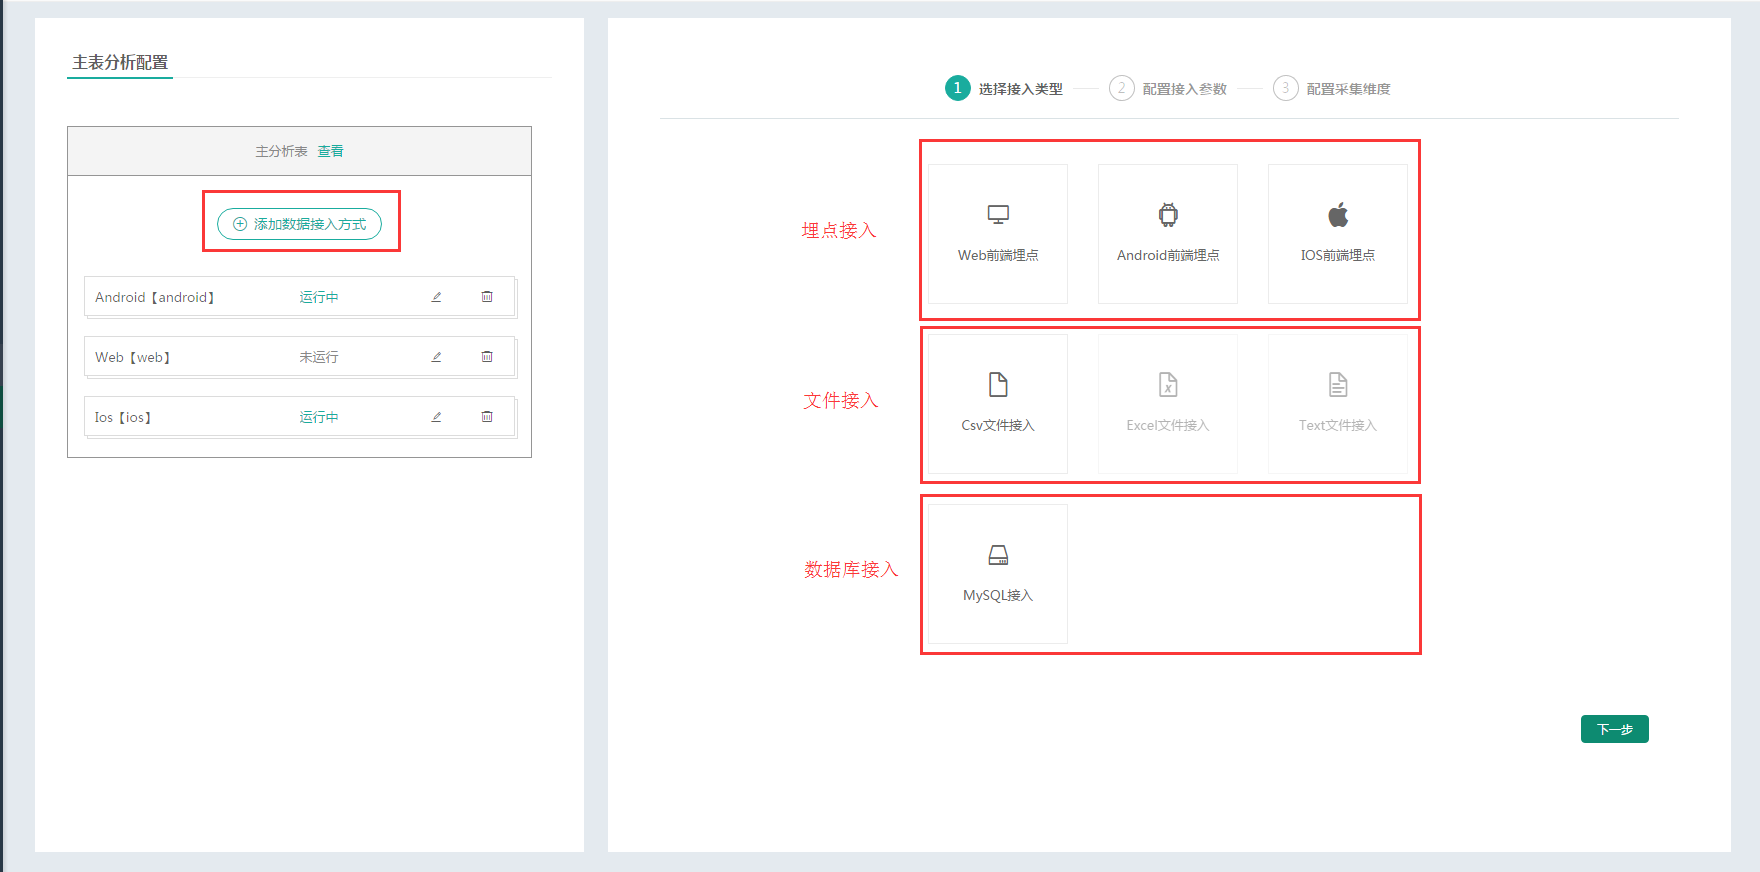 主表分析配置
主分析表 查看
添加数据接入方式
Android【android】 运行中
Web【web】 未运行
Ios【ios】 运行中
1 选择接入类型 2 配置接入参数 3 配置采集维度
埋点接入
Web前端埋点 Android前端埋点 IOS前端埋点
文件接入
Csv文件接入 Excel文件接入 Text文件接入
数据库接入
MySQL接入
下一步